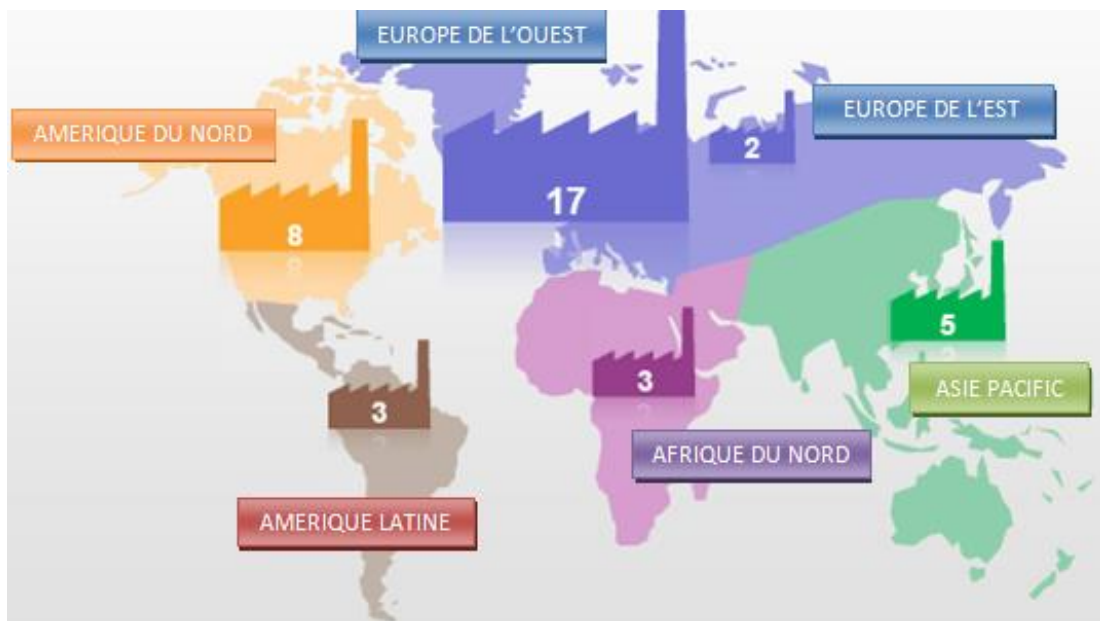 EUROPE DE L'OUEST
EUROPE DE L'EST
AMERIQUE DU NORD
2
17
8
5
3
3
ASIE PACIFIC
AFRIQUE DU NORD
AMERIQUE LATINE